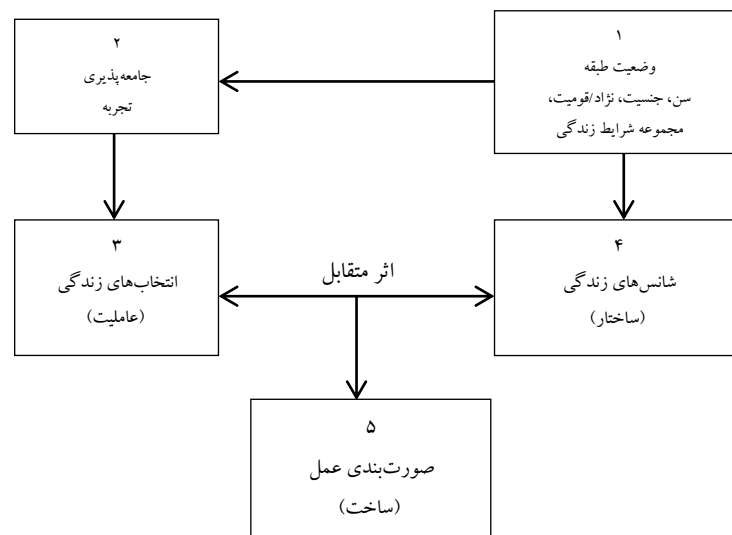 ۱
وضعیت طبقه
سن، جنسیت، نژاد/قومیت،
مجموعه شرایط زندگی
۲
جامعه‌پذیری
تجربه
۳
انتخاب‌های زندگی
(عاملیت)
اثر متقابل
۴
شانس‌های زندگی
(ساختار)
۵
صورت‌بندی عمل
(ساخت)